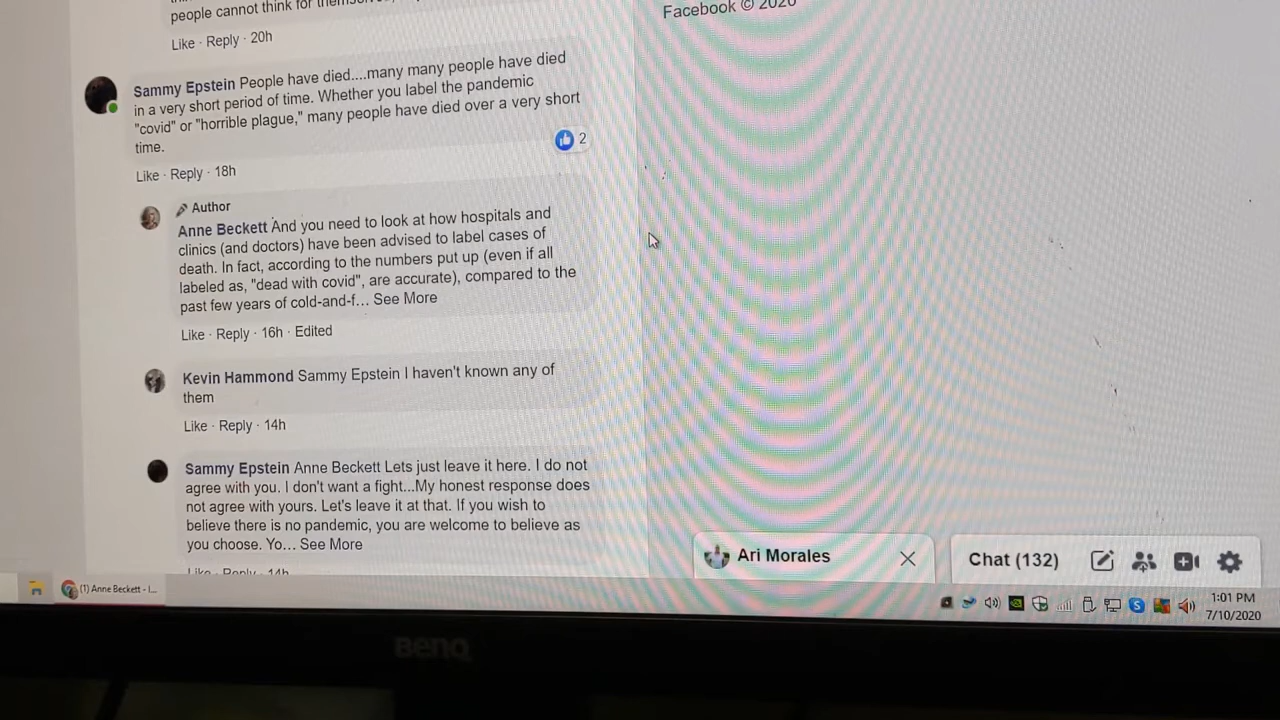 people cannot think for themselves,
Facebook © 2020
Like · Reply · 20h
Sammy Epstein People have died....many many people have died
in a very short period of time. Whether you label the pandemic
"covid" or "horrible plague," many people have died over a very short
time.
2
Like · Reply · 18h
Author
Anne Beckett And you need to look at how hospitals and
clinics (and doctors) have been advised to label cases of
death. In fact, according to the numbers put up (even if all
labeled as, "dead with covid", are accurate), compared to the
past few years of cold-and-f... See More
Like · Reply · 16h · Edited
Kevin Hammond Sammy Epstein I haven't known any of
them
Like · Reply · 14h
Sammy Epstein Anne Beckett Lets just leave it here. I do not
agree with you. I don't want a fight...My honest response does
not agree with yours. Let's leave it at that. If you wish to
believe there is no pandemic, you are welcome to believe as
you choose. Yo... See More
Like · Reply · 14h
Ari Morales
Chat (132)
(1) Anne Beckett - I...
1:01 PM
7/10/2020
BenQ